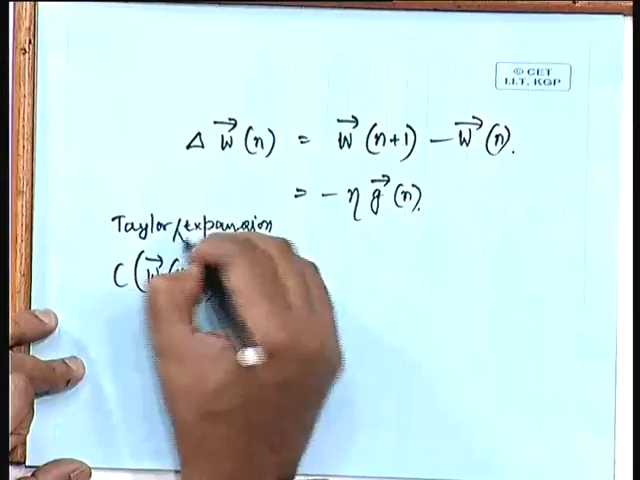 © CET
I.I.T. KGP
Δ w⃗ (n) = w⃗ (n+1) – w⃗ (n).
= – η g⃗ (n).
Taylor expansion
C (w⃗ (